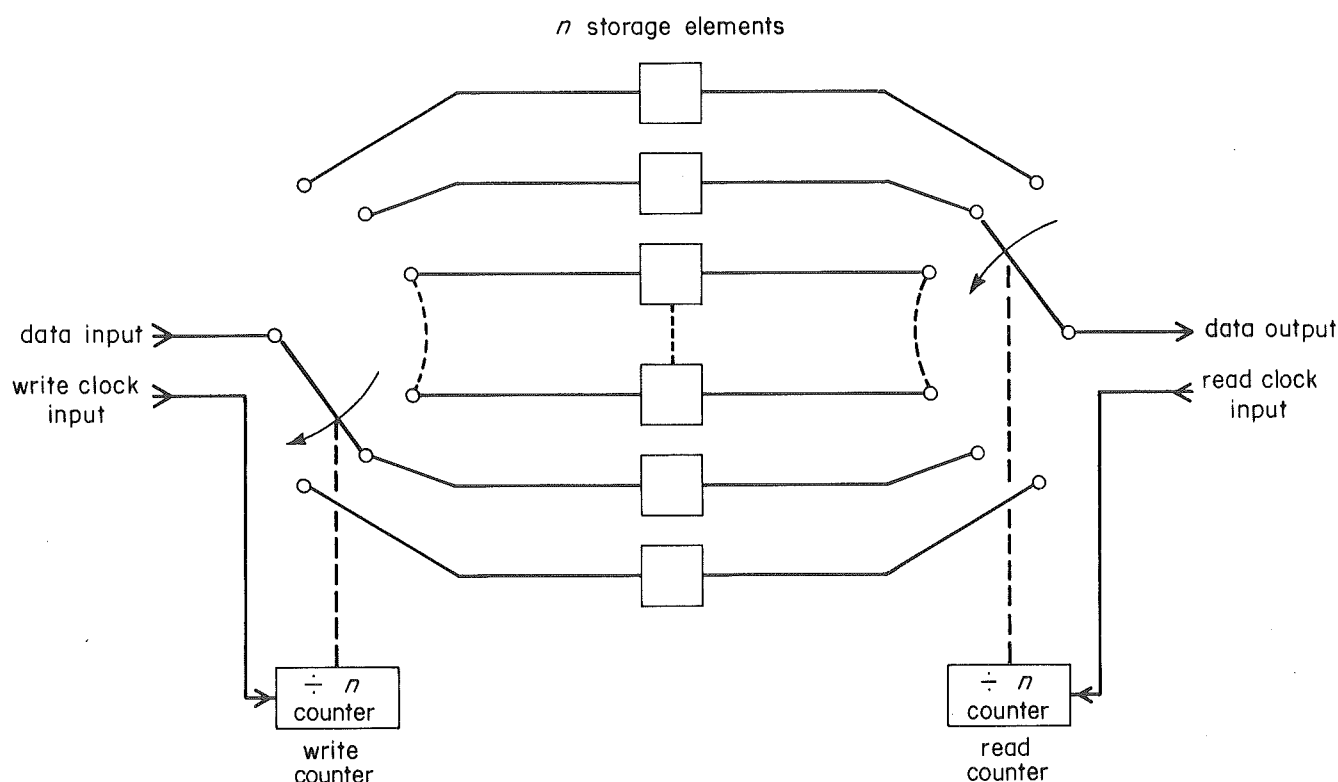 n storage elements
data input
write clock
input
data output
read clock
input
÷ n
counter
write
counter
÷ n
counter
read
counter